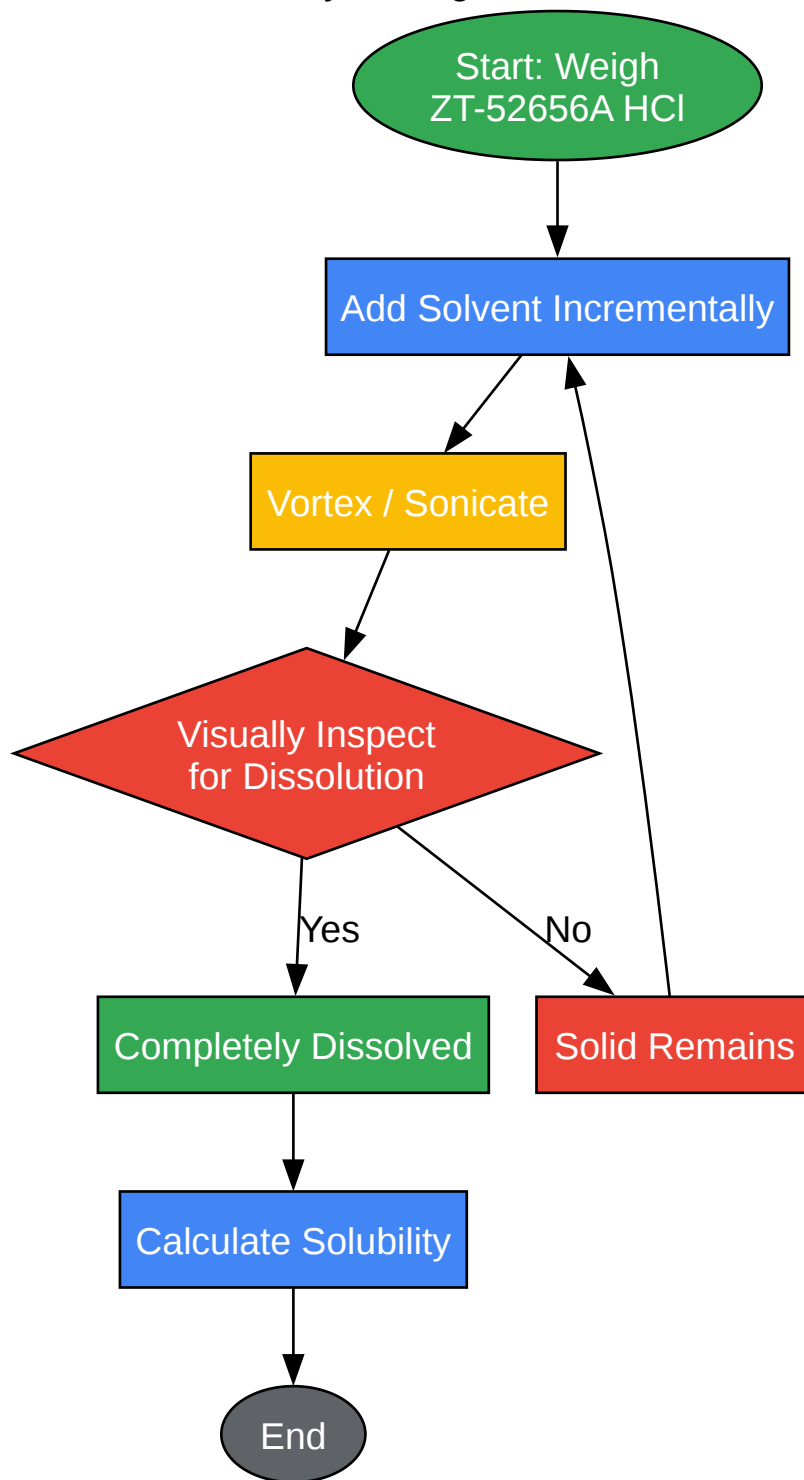 Start: Weigh
ZT-52656A HCl
Add Solvent Incrementally
Vortex / Sonicate
Visually Inspect
for Dissolution
Yes
No
Completely Dissolved
Solid Remains
Calculate Solubility
End